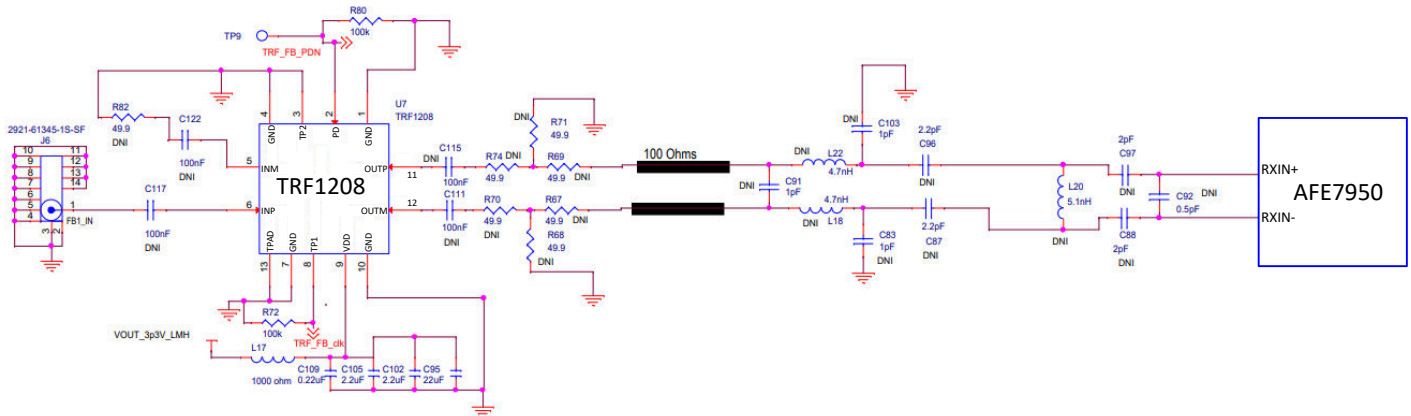 R80
100k
TP9
TRF_FB_PDN
R82
49.9
DNI
C122
100nF
DNI
2921-61345-1S-SF
J6
10
9
8
7
6
5
4
11
12
13
14
1
3
2
FB1_IN
C117
100nF
DNI
4
3
2
1
GND
TP2
PD
GND
U7
TRF1208
5
INM
6
INP
TRF1208
OUTP
11
OUTM
12
TPAD
GND
TP1
VDD
GND
13
7
8
9
10
R72
100k
TRF_FB_clk
VOUT_3p3V_LMH
L17
1000 ohm
C109
0.22uF
C105
2.2uF
C102
2.2uF
C95
22uF
DNI
C115
100nF
C111
100nF
DNI
R74
49.9
DNI
R70
49.9
DNI
R71
49.9
R69
49.9
R67
49.9
R68
49.9
DNI
100 Ohms
DNI
C91
1pF
DNI
L22
4.7nH
DNI
C103
1pF
4.7nH
L18
DNI
C83
1pF
DNI
2.2pF
C96
DNI
2.2pF
C87
DNI
L20
5.1nH
DNI
2pF
C97
DNI
C88
2pF
DNI
C92
0.5pF
DNI
RXIN+
RXIN-
AFE7950